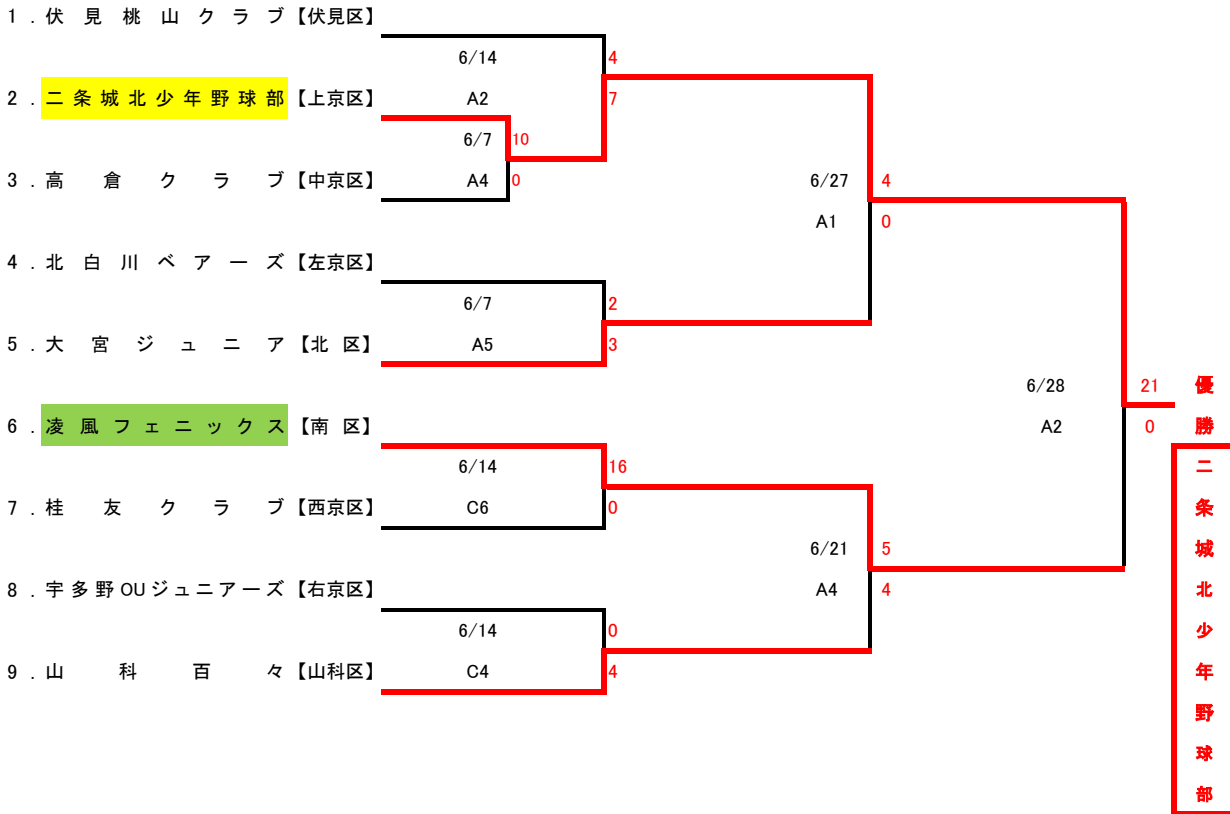 1．伏見桃山クラブ【伏見区】
6/14 4
2．二条城北少年野球部【上京区】 A2 7
6/7 10
3．高倉クラブ【中京区】 A4 0 6/27 4
A1 0
4．北白川ベアーズ【左京区】
6/7 2
5．大宮ジュニア【北 区】 A5 3
6/28 21 優
6．凌風フェニックス【南 区】 A2 0 勝
6/14 16 二
7．桂友クラブ【西京区】 C6 0 条
6/21 5 城
8．宇多野OUジュニアーズ【右京区】 A4 4 北
6/14 0 少
9．山科百々【山科区】 C4 4 年
野
球
部